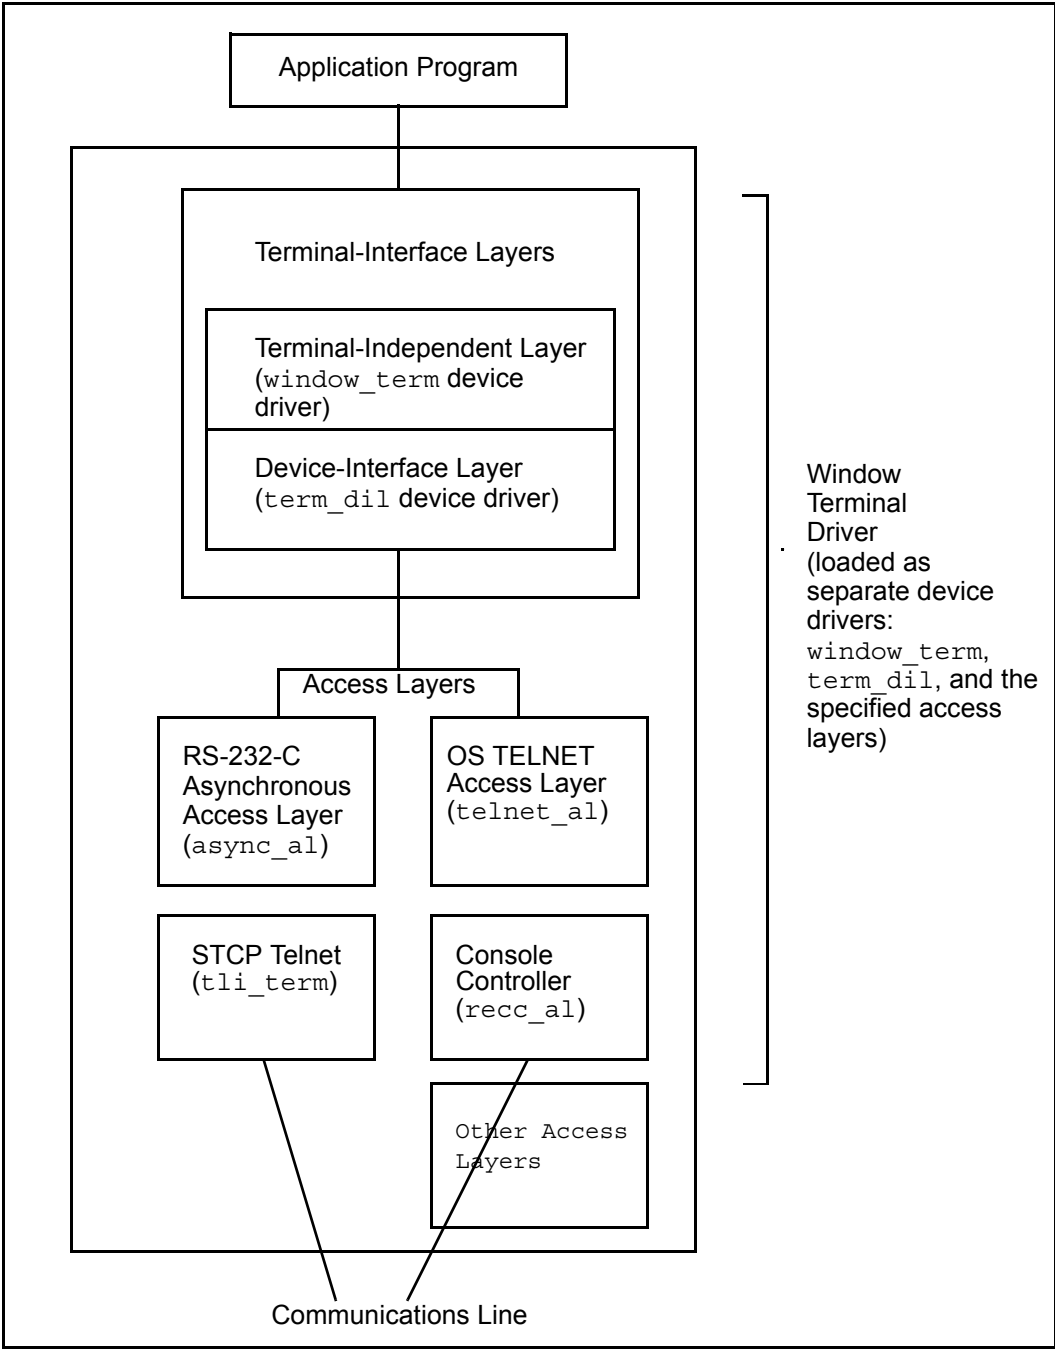 Application Program
Terminal-Interface Layers
Terminal-Independent Layer
(window_term device
driver)
Device-Interface Layer
(term_dil device driver)
Window
Terminal
Driver
(loaded as
separate device
drivers:
window_term,
term_dil, and the
specified access
layers)
Access Layers
RS-232-C
Asynchronous
Access Layer
(async_al)
OS TELNET
Access Layer
(telnet_al)
STCP Telnet
(tli_term)
Console
Controller
(recc_al)
Other Access
Layers
Communications Line